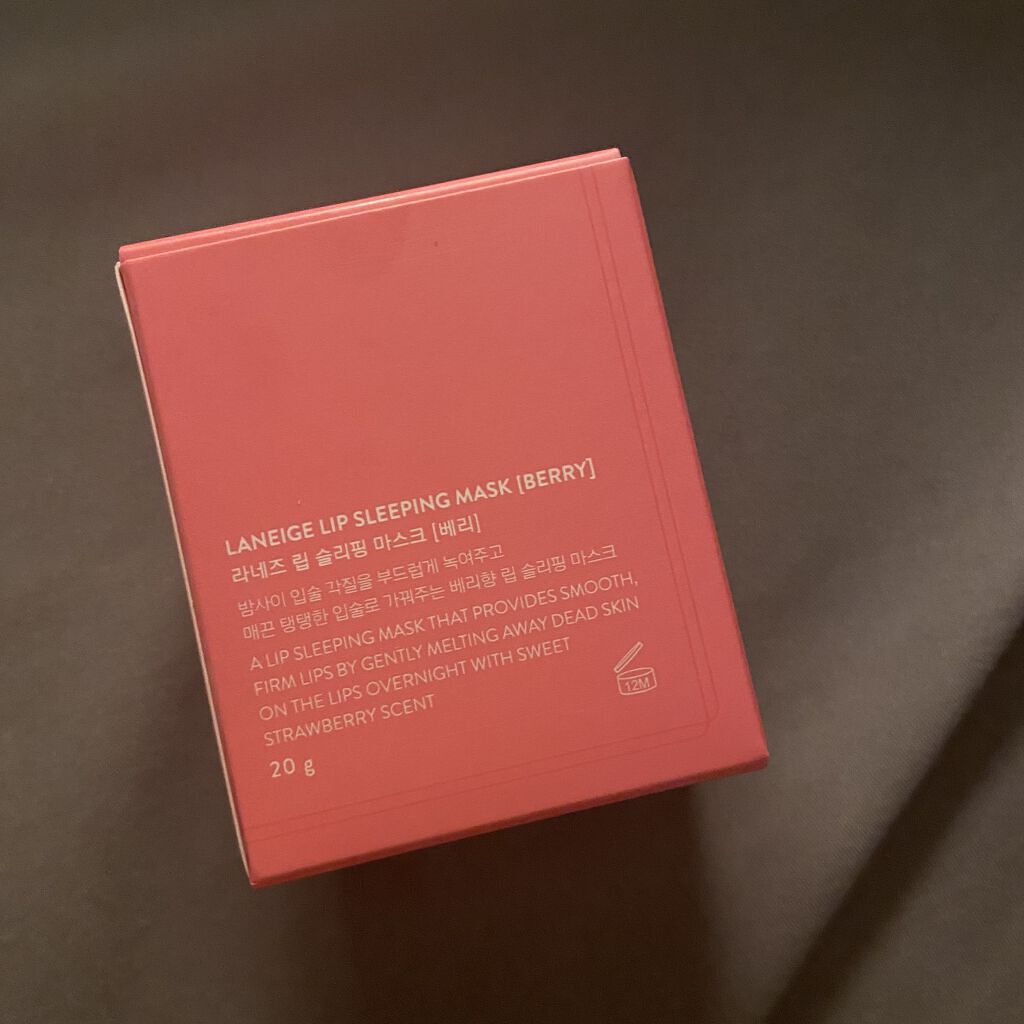 LANEIGE LIP SLEEPING MASK [BERRY]
라네즈 립 슬리핑 마스크 [베리]
밤사이 입술 각질을 부드럽게 녹여주고
매끈 탱탱한 입술로 가꿔주는 베리향 립 슬리핑 마스크
A LIP SLEEPING MASK THAT PROVIDES SMOOTH,
FIRM LIPS BY GENTLY MELTING AWAY DEAD SKIN
ON THE LIPS OVERNIGHT WITH SWEET
STRAWBERRY SCENT
12M
20 g